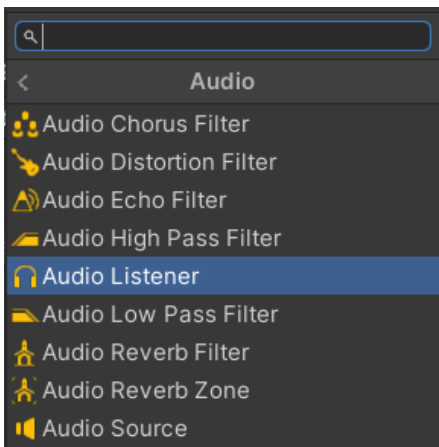 Audio
Audio Chorus Filter
Audio Distortion Filter
Audio Echo Filter
Audio High Pass Filter
Audio Listener
Audio Low Pass Filter
Audio Reverb Filter
Audio Reverb Zone
Audio Source